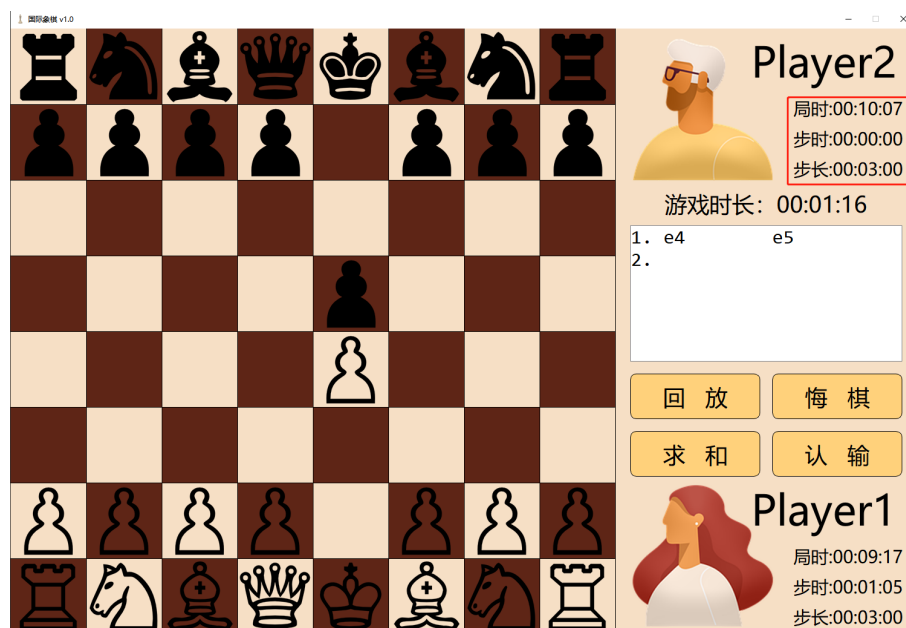 国际象棋 v1.0
Player2
局时:00:10:07
步时:00:00:00
步长:00:03:00
游戏时长：00:01:16
1. e4 e5
2.
回 放 悔 棋
求 和 认 输
Player1
局时:00:09:17
步时:00:01:05
步长:00:03:00